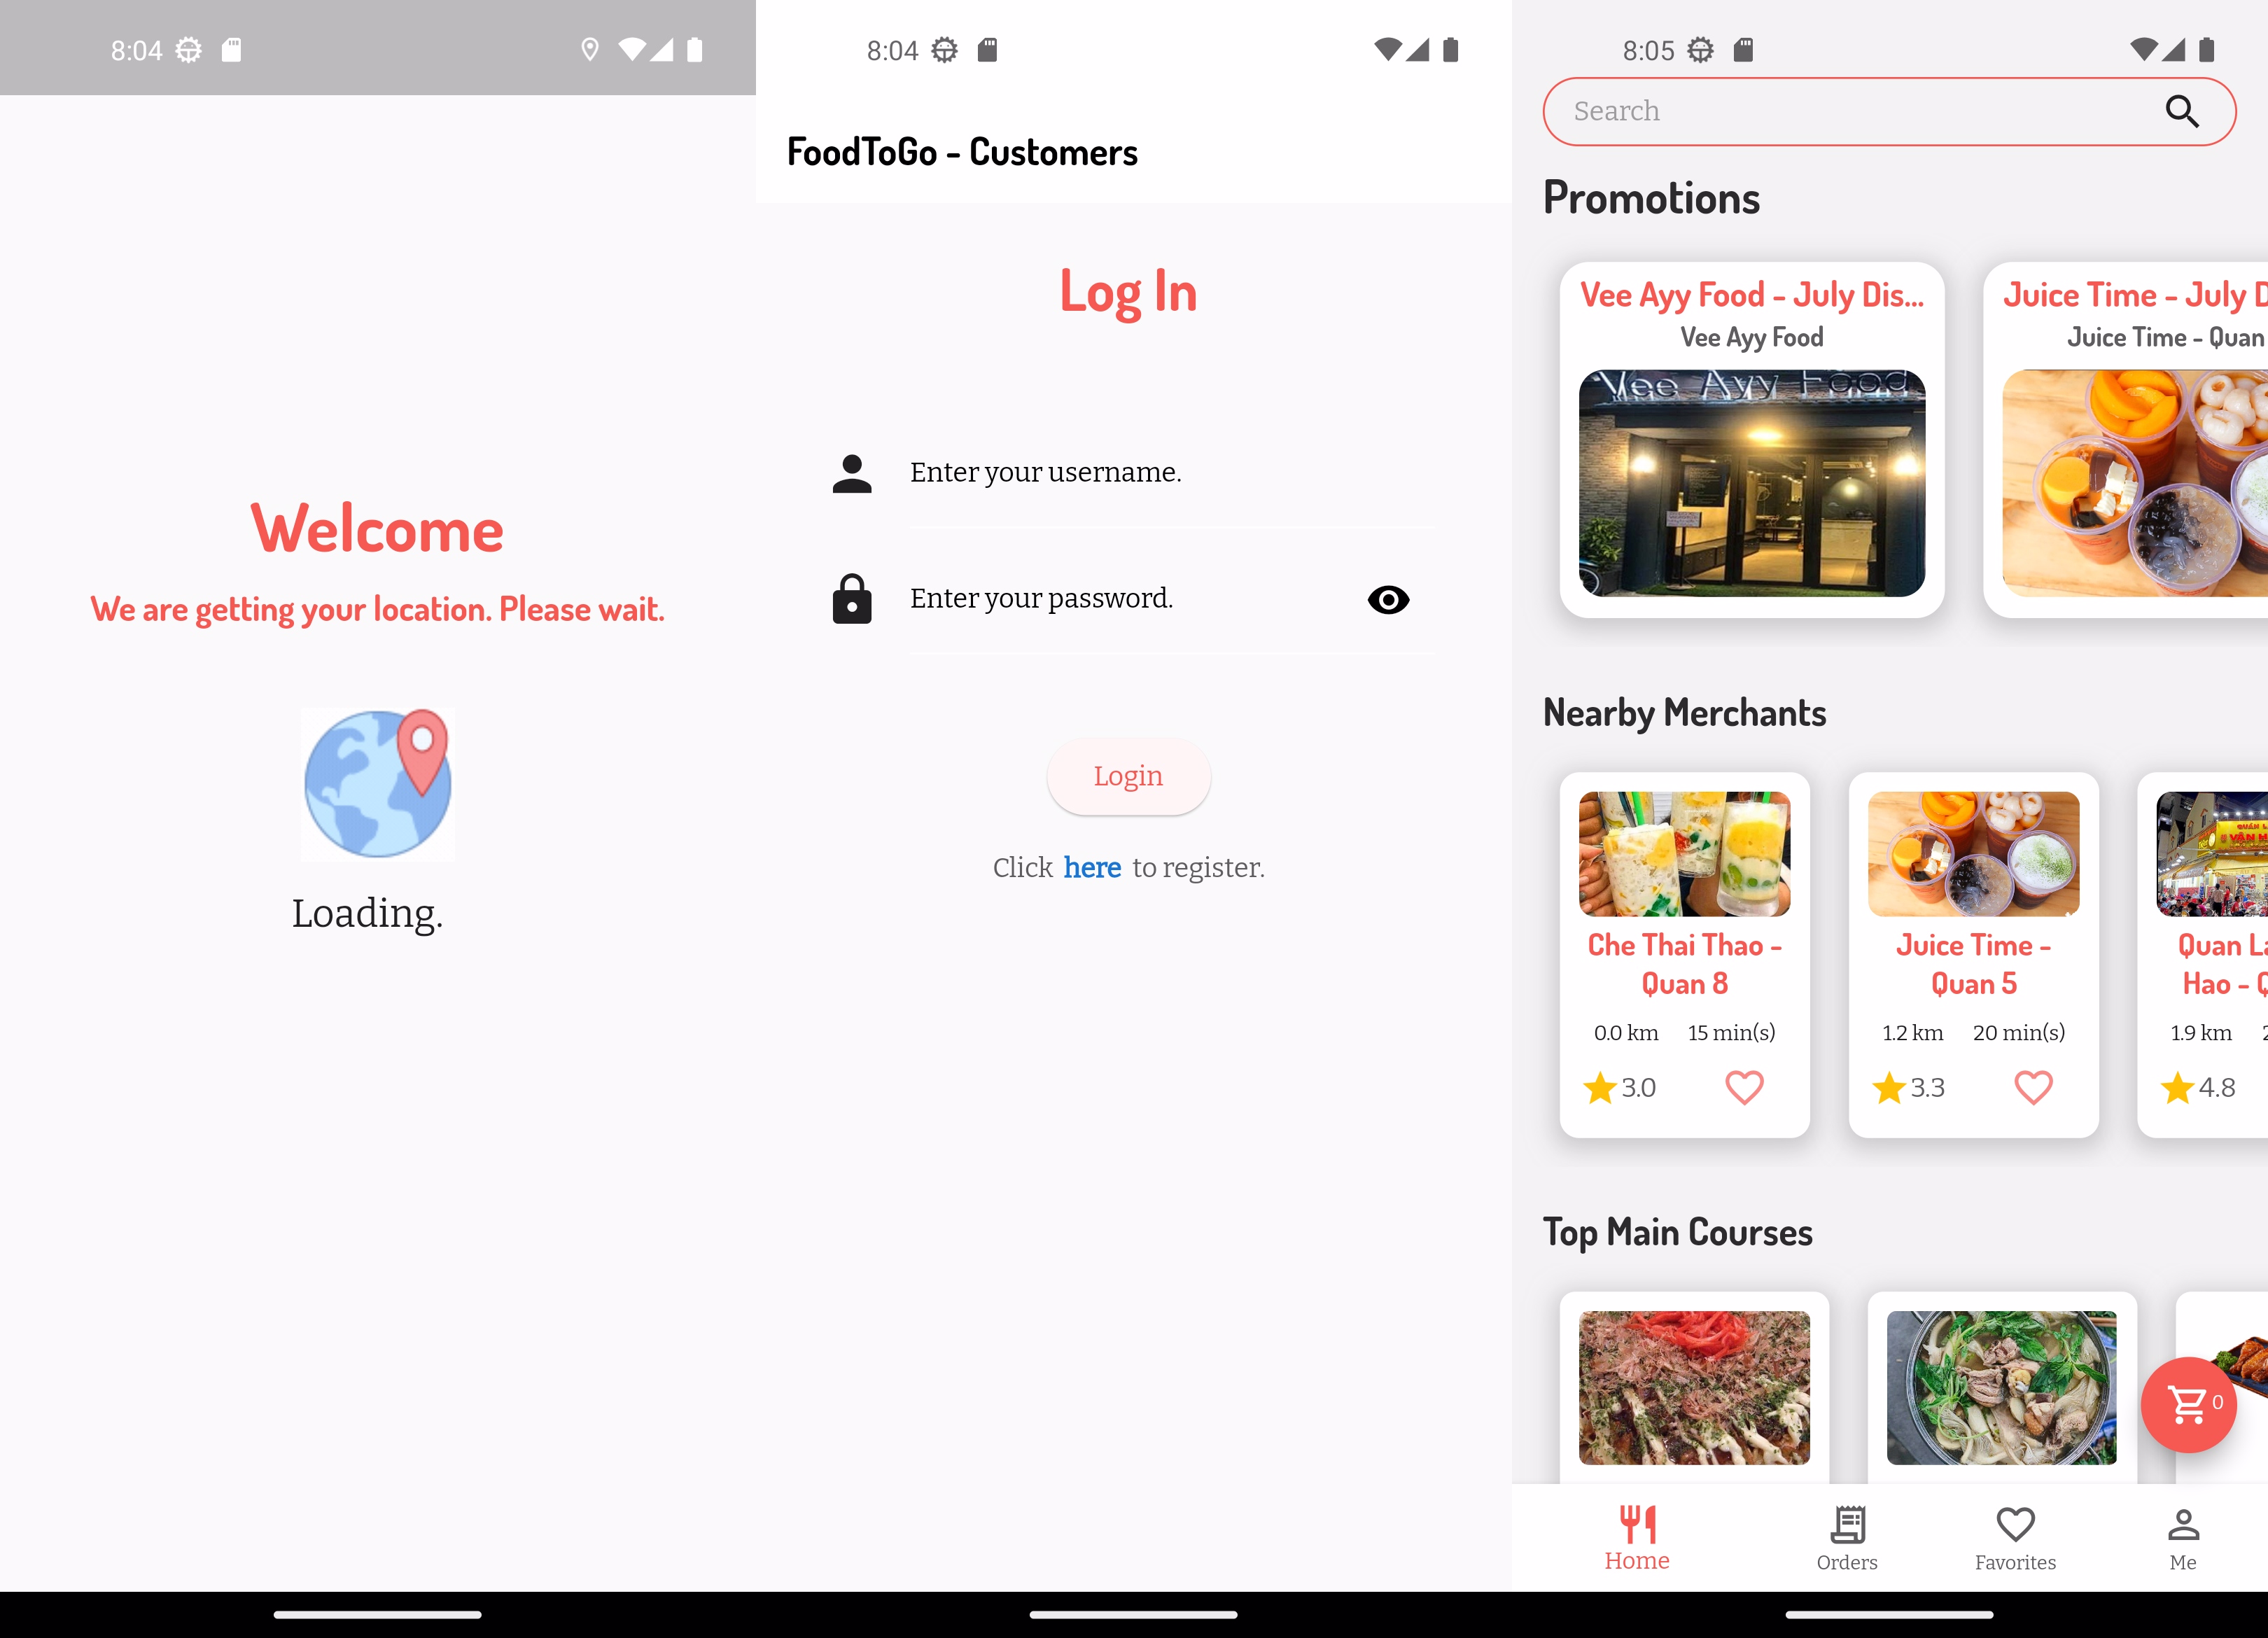 8:04
Welcome
We are getting your location. Please wait.
Loading.
8:04
FoodToGo - Customers
Log In
Enter your username.
Enter your password.
Login
Click here to register.
8:05
Search
Promotions
Vee Ayy Food - July Dis...
Vee Ayy Food
Vee Ayy Food
Juice Time - July D
Juice Time - Quan
Nearby Merchants
Che Thai Thao -
Quan 8
0.0 km 15 min(s)
3.0
Juice Time -
Quan 5
1.2 km 20 min(s)
3.3
Quan La
Hao - Q
1.9 km 2
4.8
Top Main Courses
0
Home
Orders
Favorites
Me